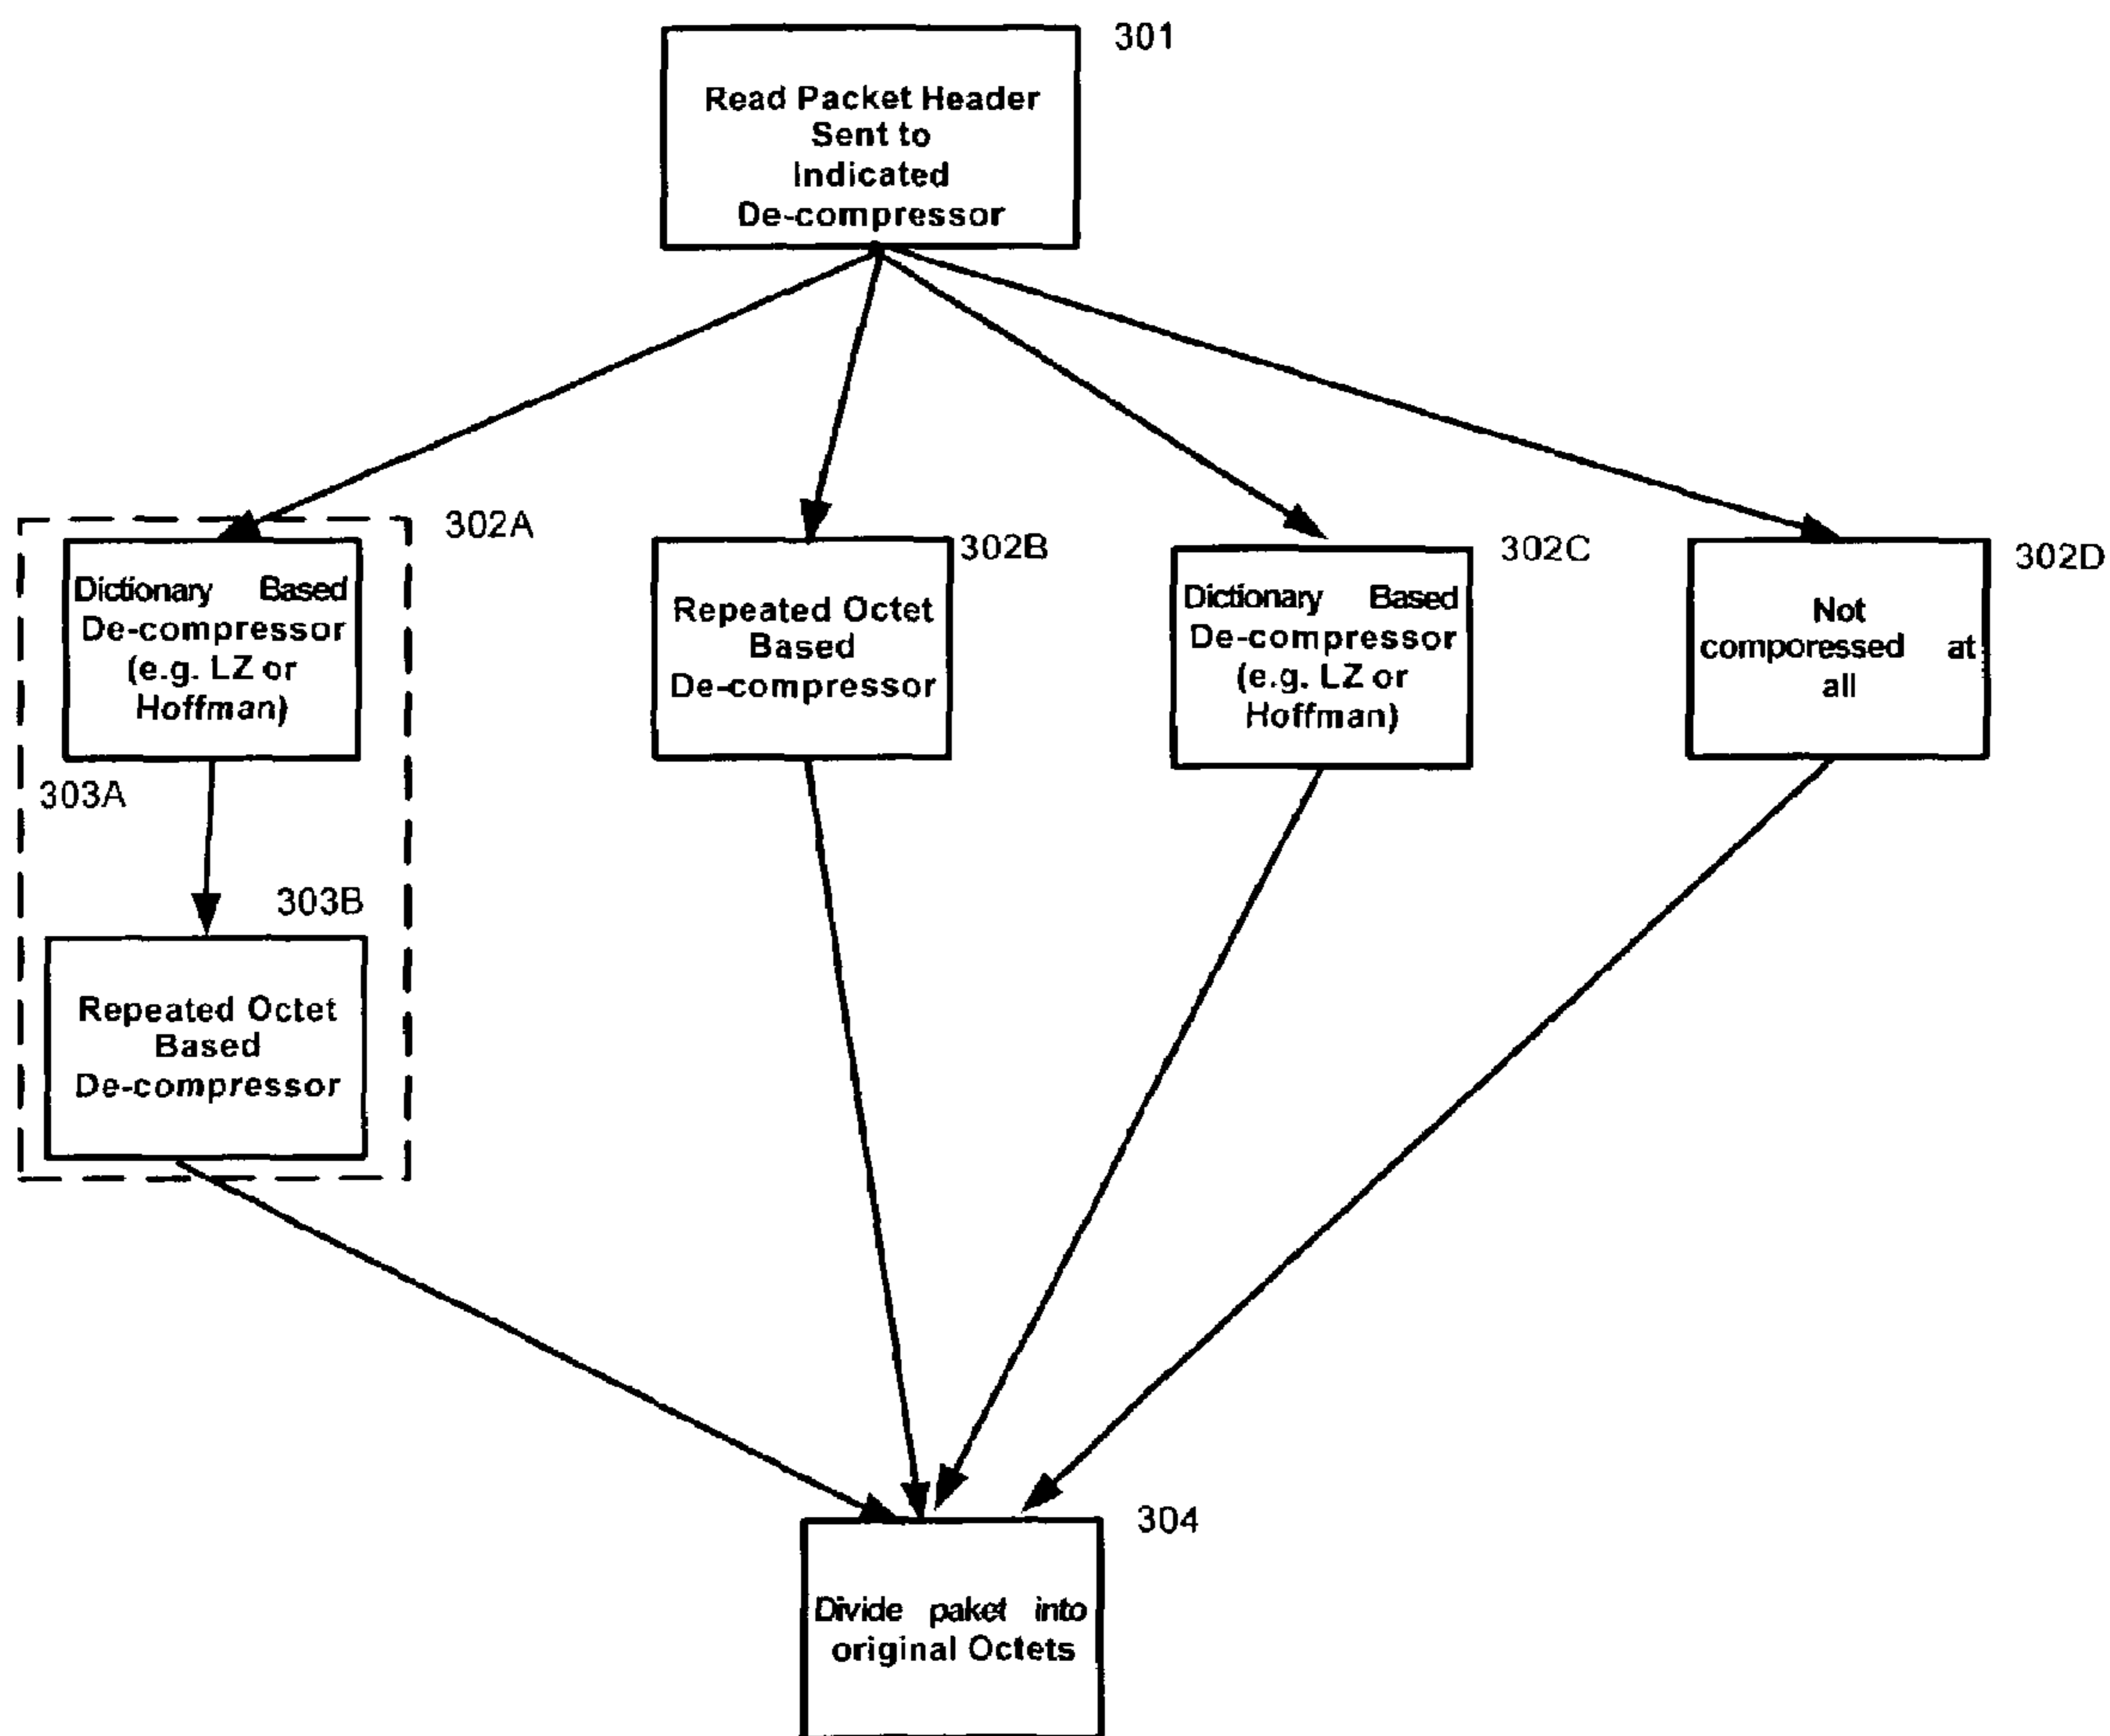 301
Read Packet Header
Sent to
Indicated
De-compressor
302A
Dictionary Based
De-compressor
(e.g. LZ or
Hoffman)
302B
Repeated Octet
Based
De-compressor
302C
Dictionary Based
De-compressor
(e.g. LZ or
Hoffman)
302D
Not
comporessed at
all
303A
303B
Repeated Octet
Based
De-compressor
304
Divide paket into
original Octets